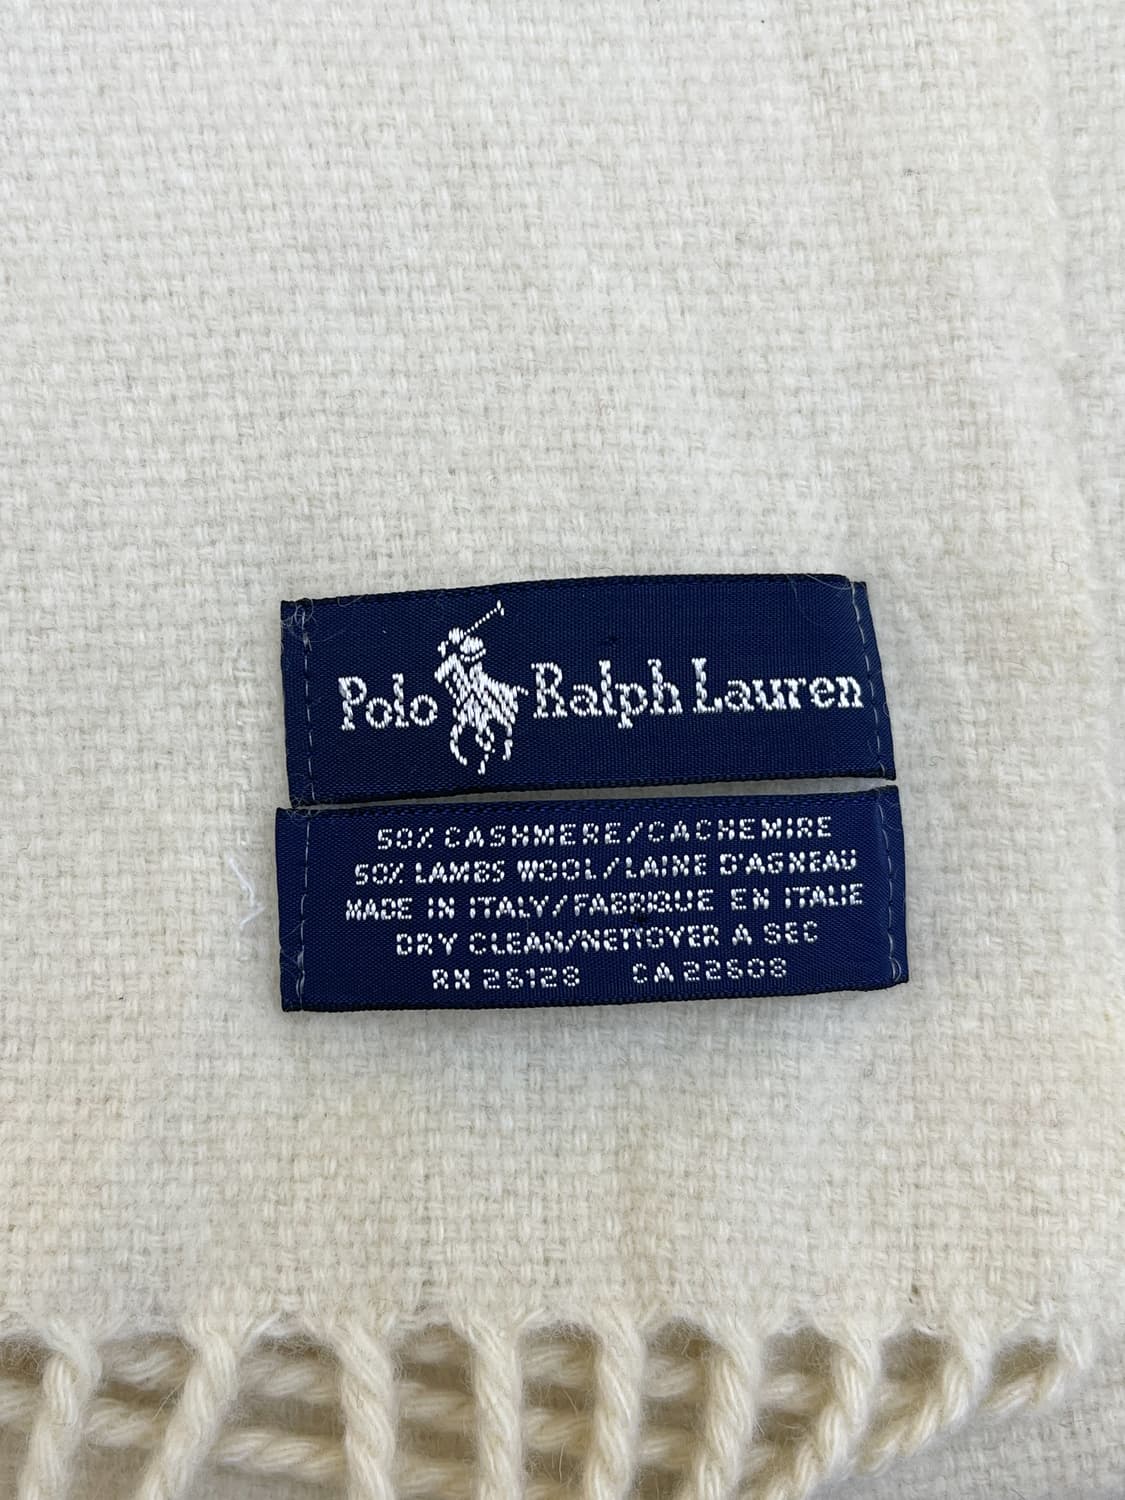 Polo Ralph Lauren
50% CASHMERE/CACHEMIRE
50% LAMBS WOOL/LAINE D'AGNEAU
MADE IN ITALY/FABRIQUE EN ITALIE
DRY CLEAN/NETTOYER A SEC
RN 26128 CA 22608